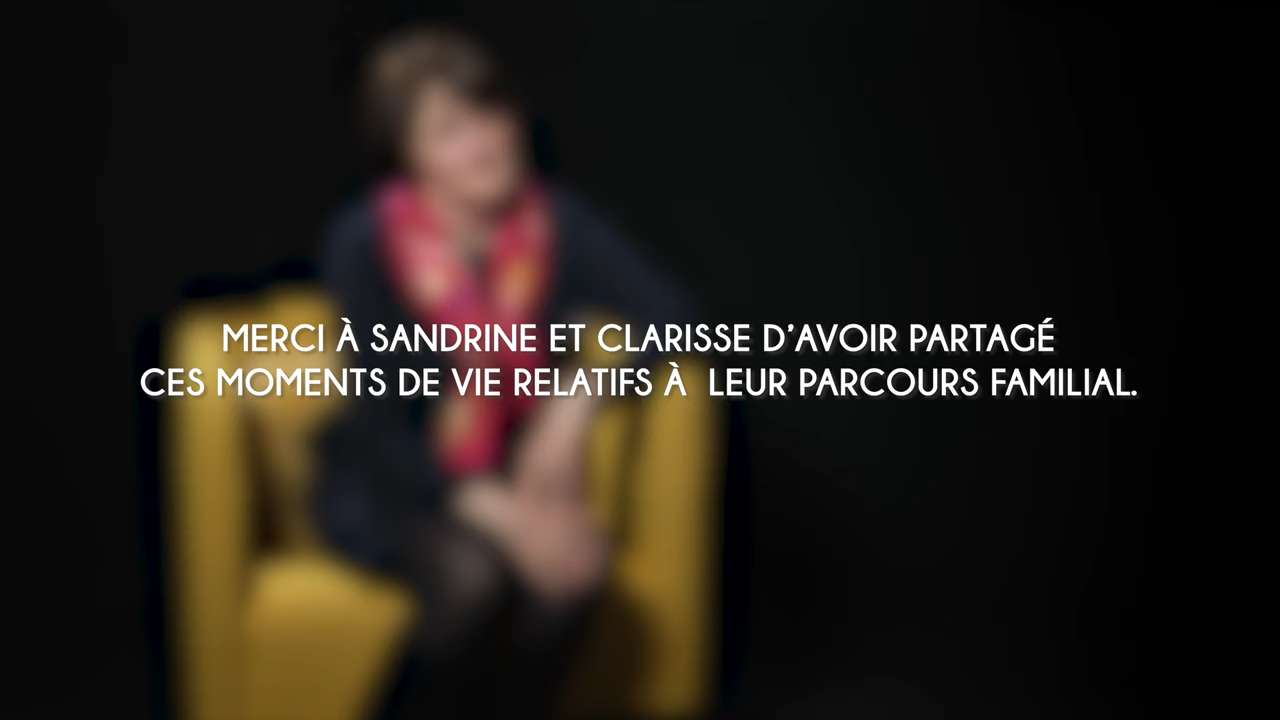 MERCI À SANDRINE ET CLARISSE D’AVOIR PARTAGÉ
CES MOMENTS DE VIE RELATIFS À  LEUR PARCOURS FAMILIAL.